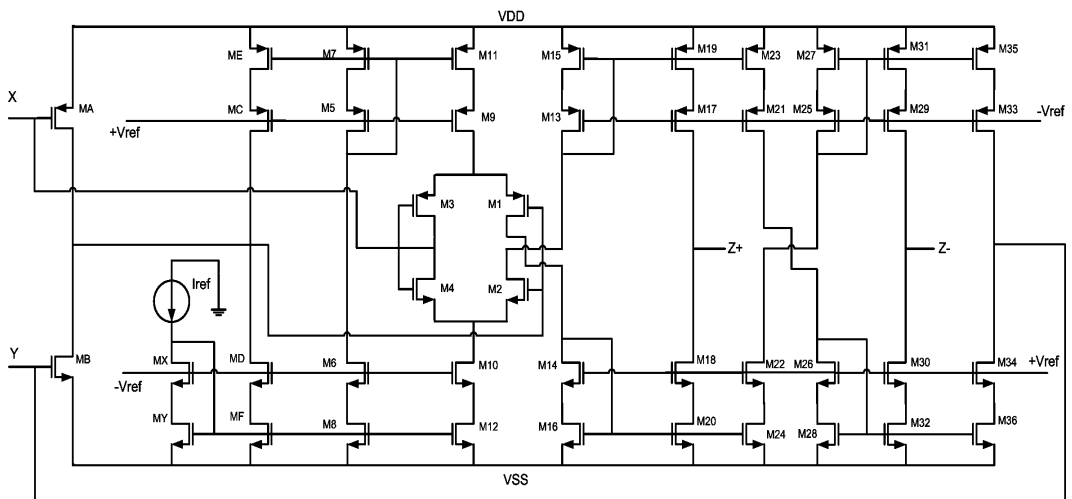 VDD
ME
M7
M11
M15
M19
M23
M27
M31
M35
X
MA
+Vref
MC
M5
M9
M13
M17
M21
M25
M29
M33
-Vref
M3
M1
Z+
Z-
Iref
M4
M2
Y
MB
MX
MD
M6
M10
M14
M18
M22
M26
M30
M34
+Vref
-Vref
MY
MF
M8
M12
M16
M20
M24
M28
M32
M36
VSS